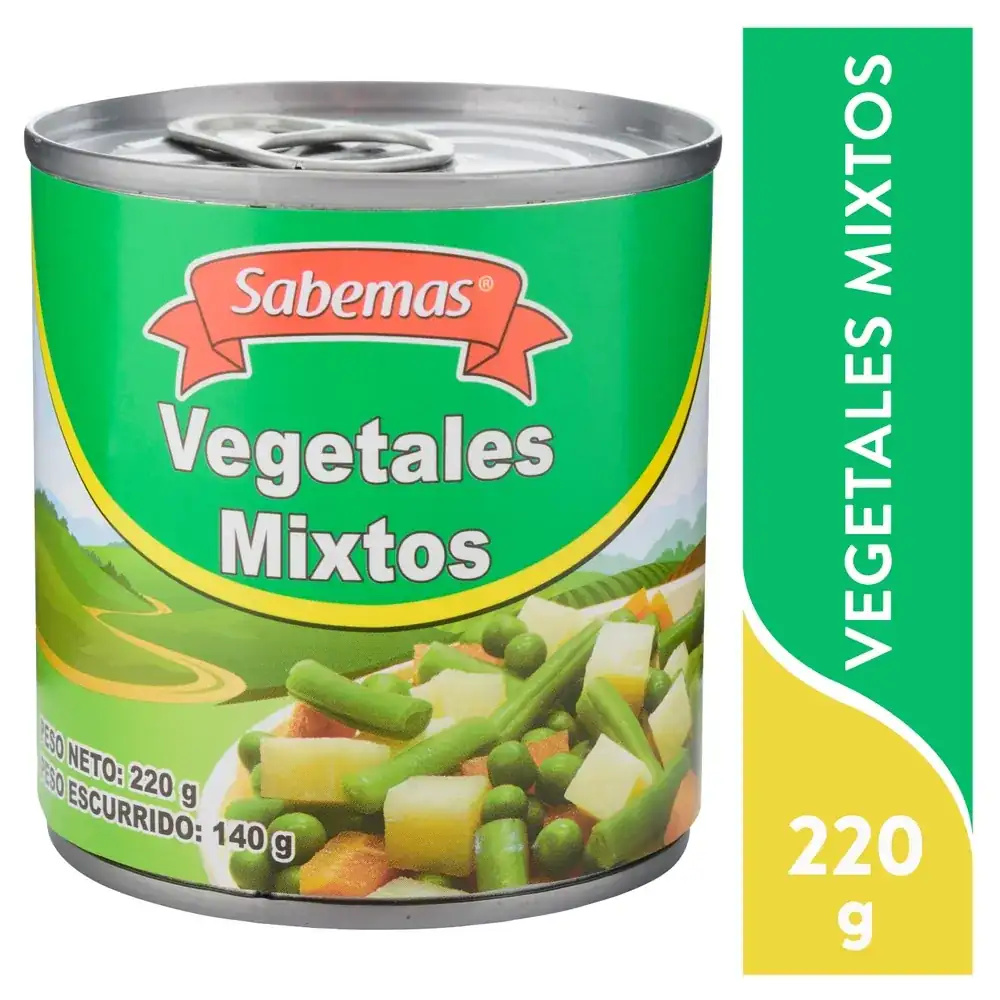 Sabemas®
Vegetales
Mixtos
PESO NETO: 220 g
PESO ESCURRIDO: 140 g
VEGETALES MIXTOS
220
g